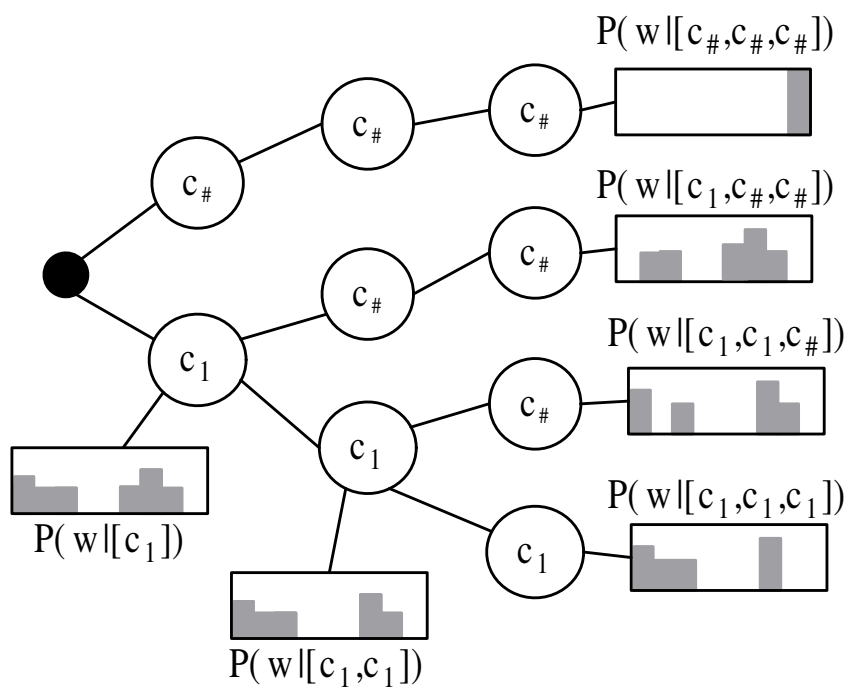 P(w|[c#,c#,c#])
c#
c#
c#
P(w|[c1,c#,c#])
c#
c#
P(w|[c1,c1,c#])
c1
c#
c1
P(w|[c1])
P(w|[c1,c1,c1])
c1
P(w|[c1,c1])